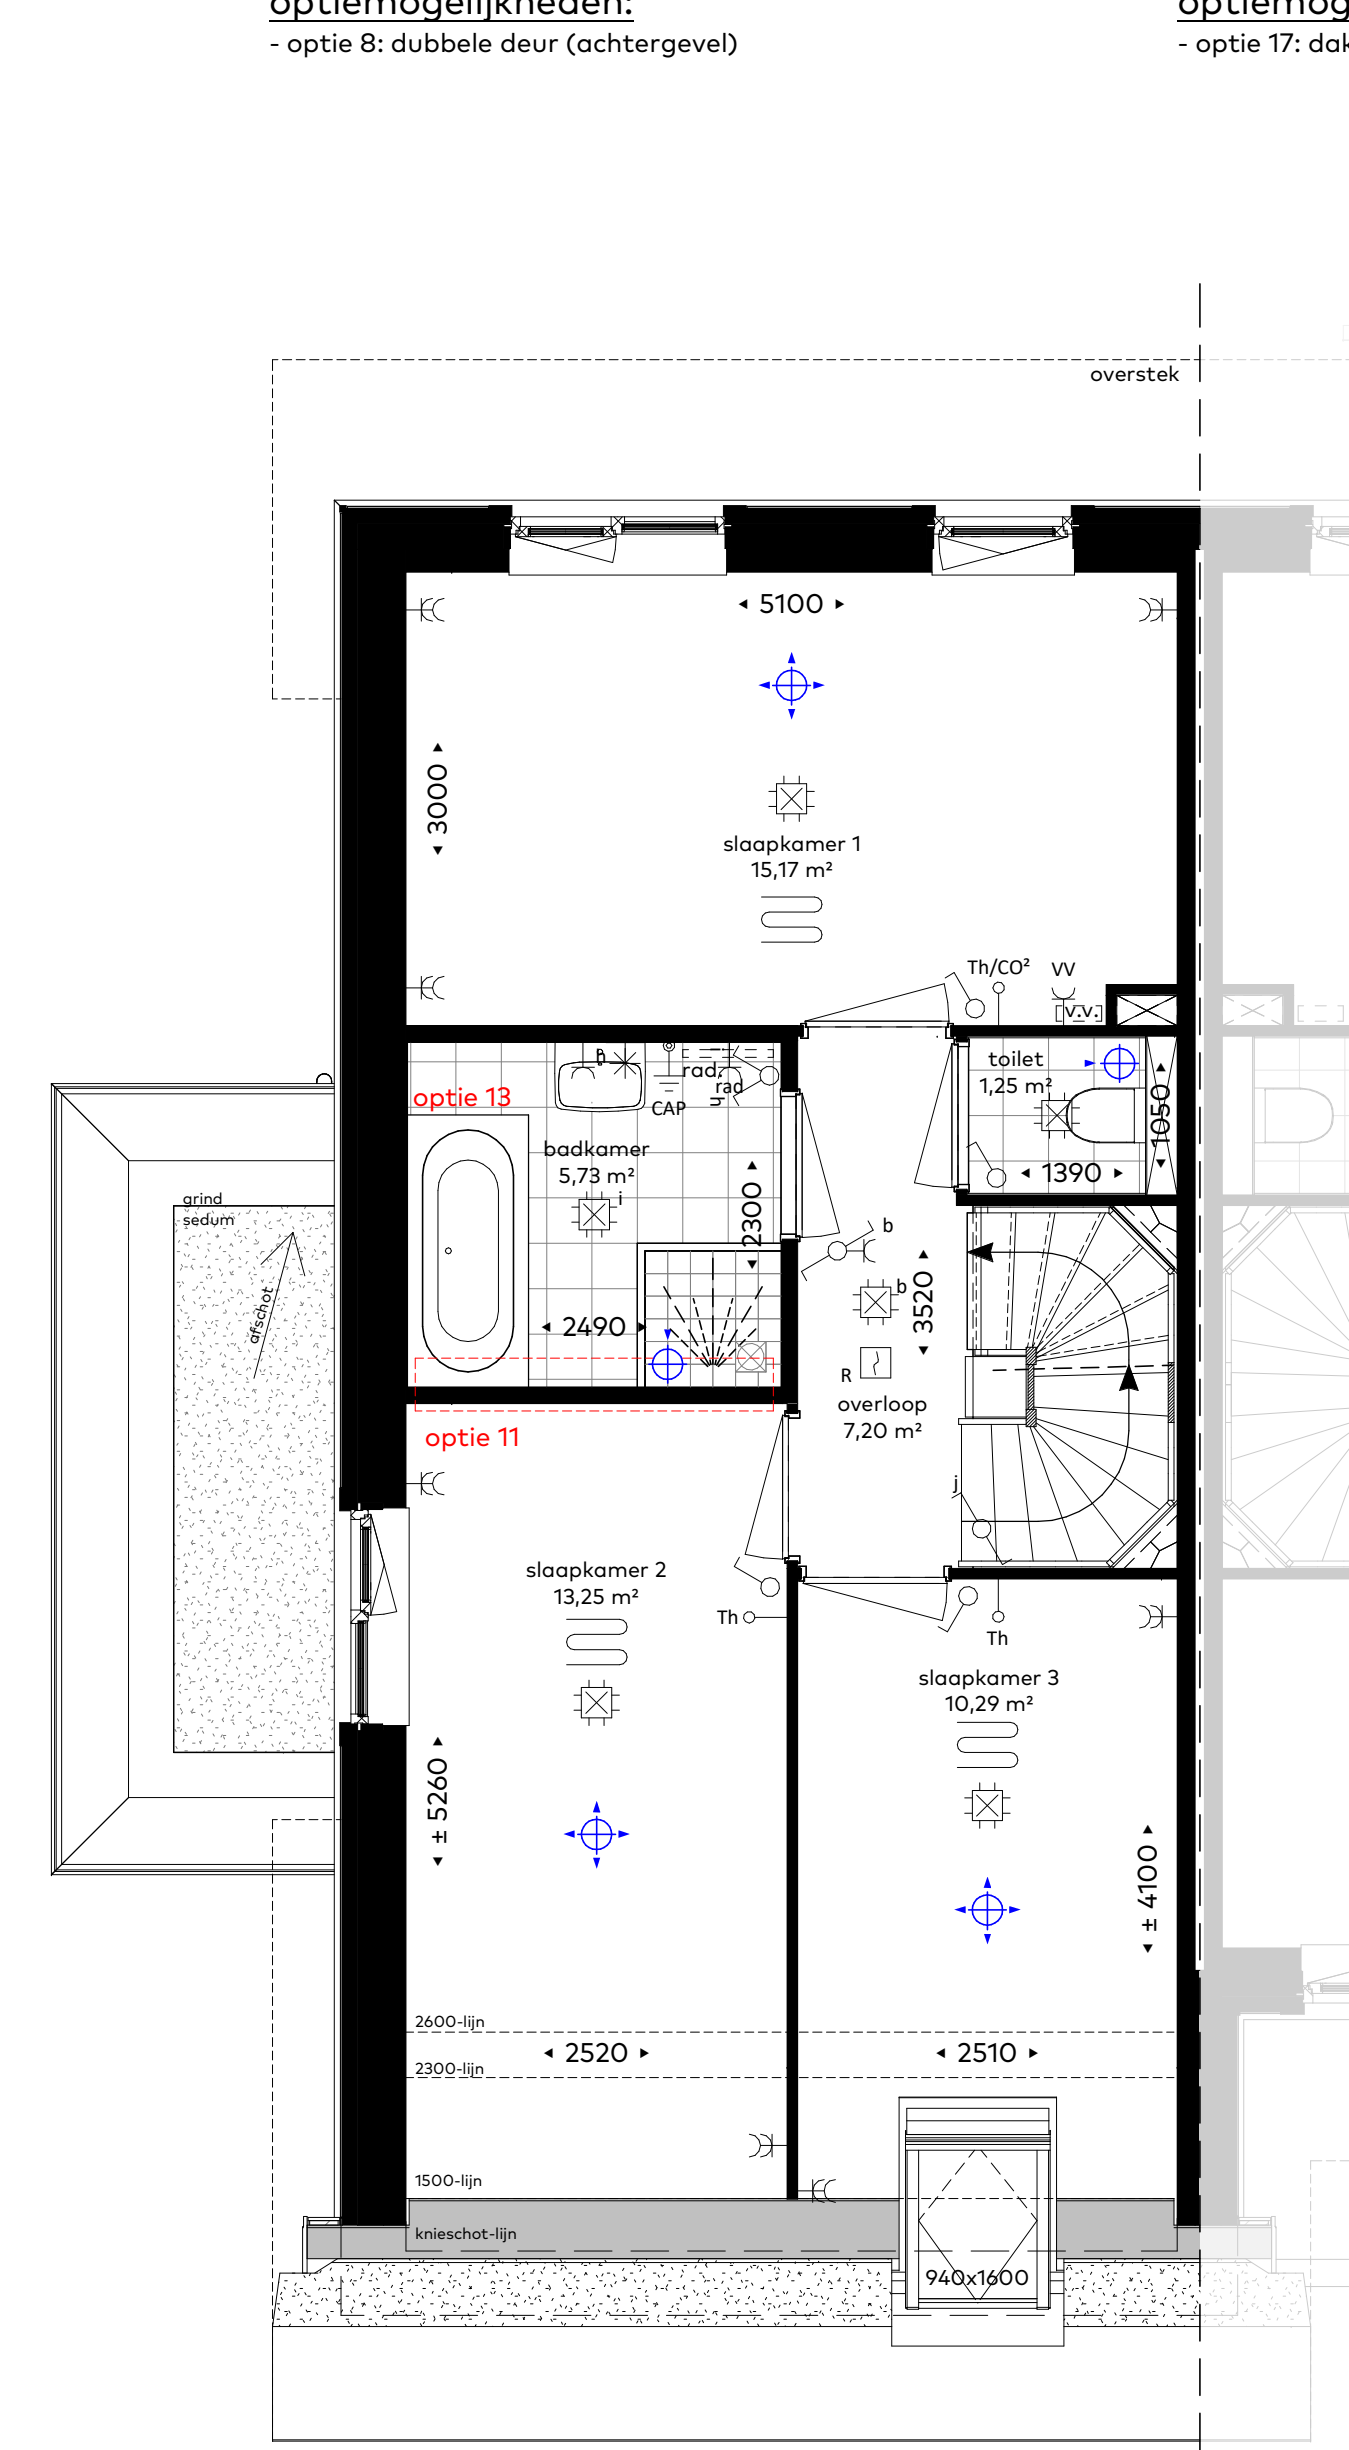 optiemogelijkheden:
- optie 8: dubbele deur (achtergevel)
- optie 17: dak
overstek
5100
3000
slaapkamer 1
15,17 m²
Th/CO²
VV
v.v.
optie 13
rad.
rad
CAP
badkamer
5,73 m²
i
2300
2490
toilet
1,25 m²
1050
1390
grind
sedum
afschot
b
b
3520
R
overloop
7,20 m²
j
optie 11
slaapkamer 2
13,25 m²
Th
Th
slaapkamer 3
10,29 m²
± 5260
± 4100
2600-lijn
2520
2510
2300-lijn
1500-lijn
knieschot-lijn
940x1600